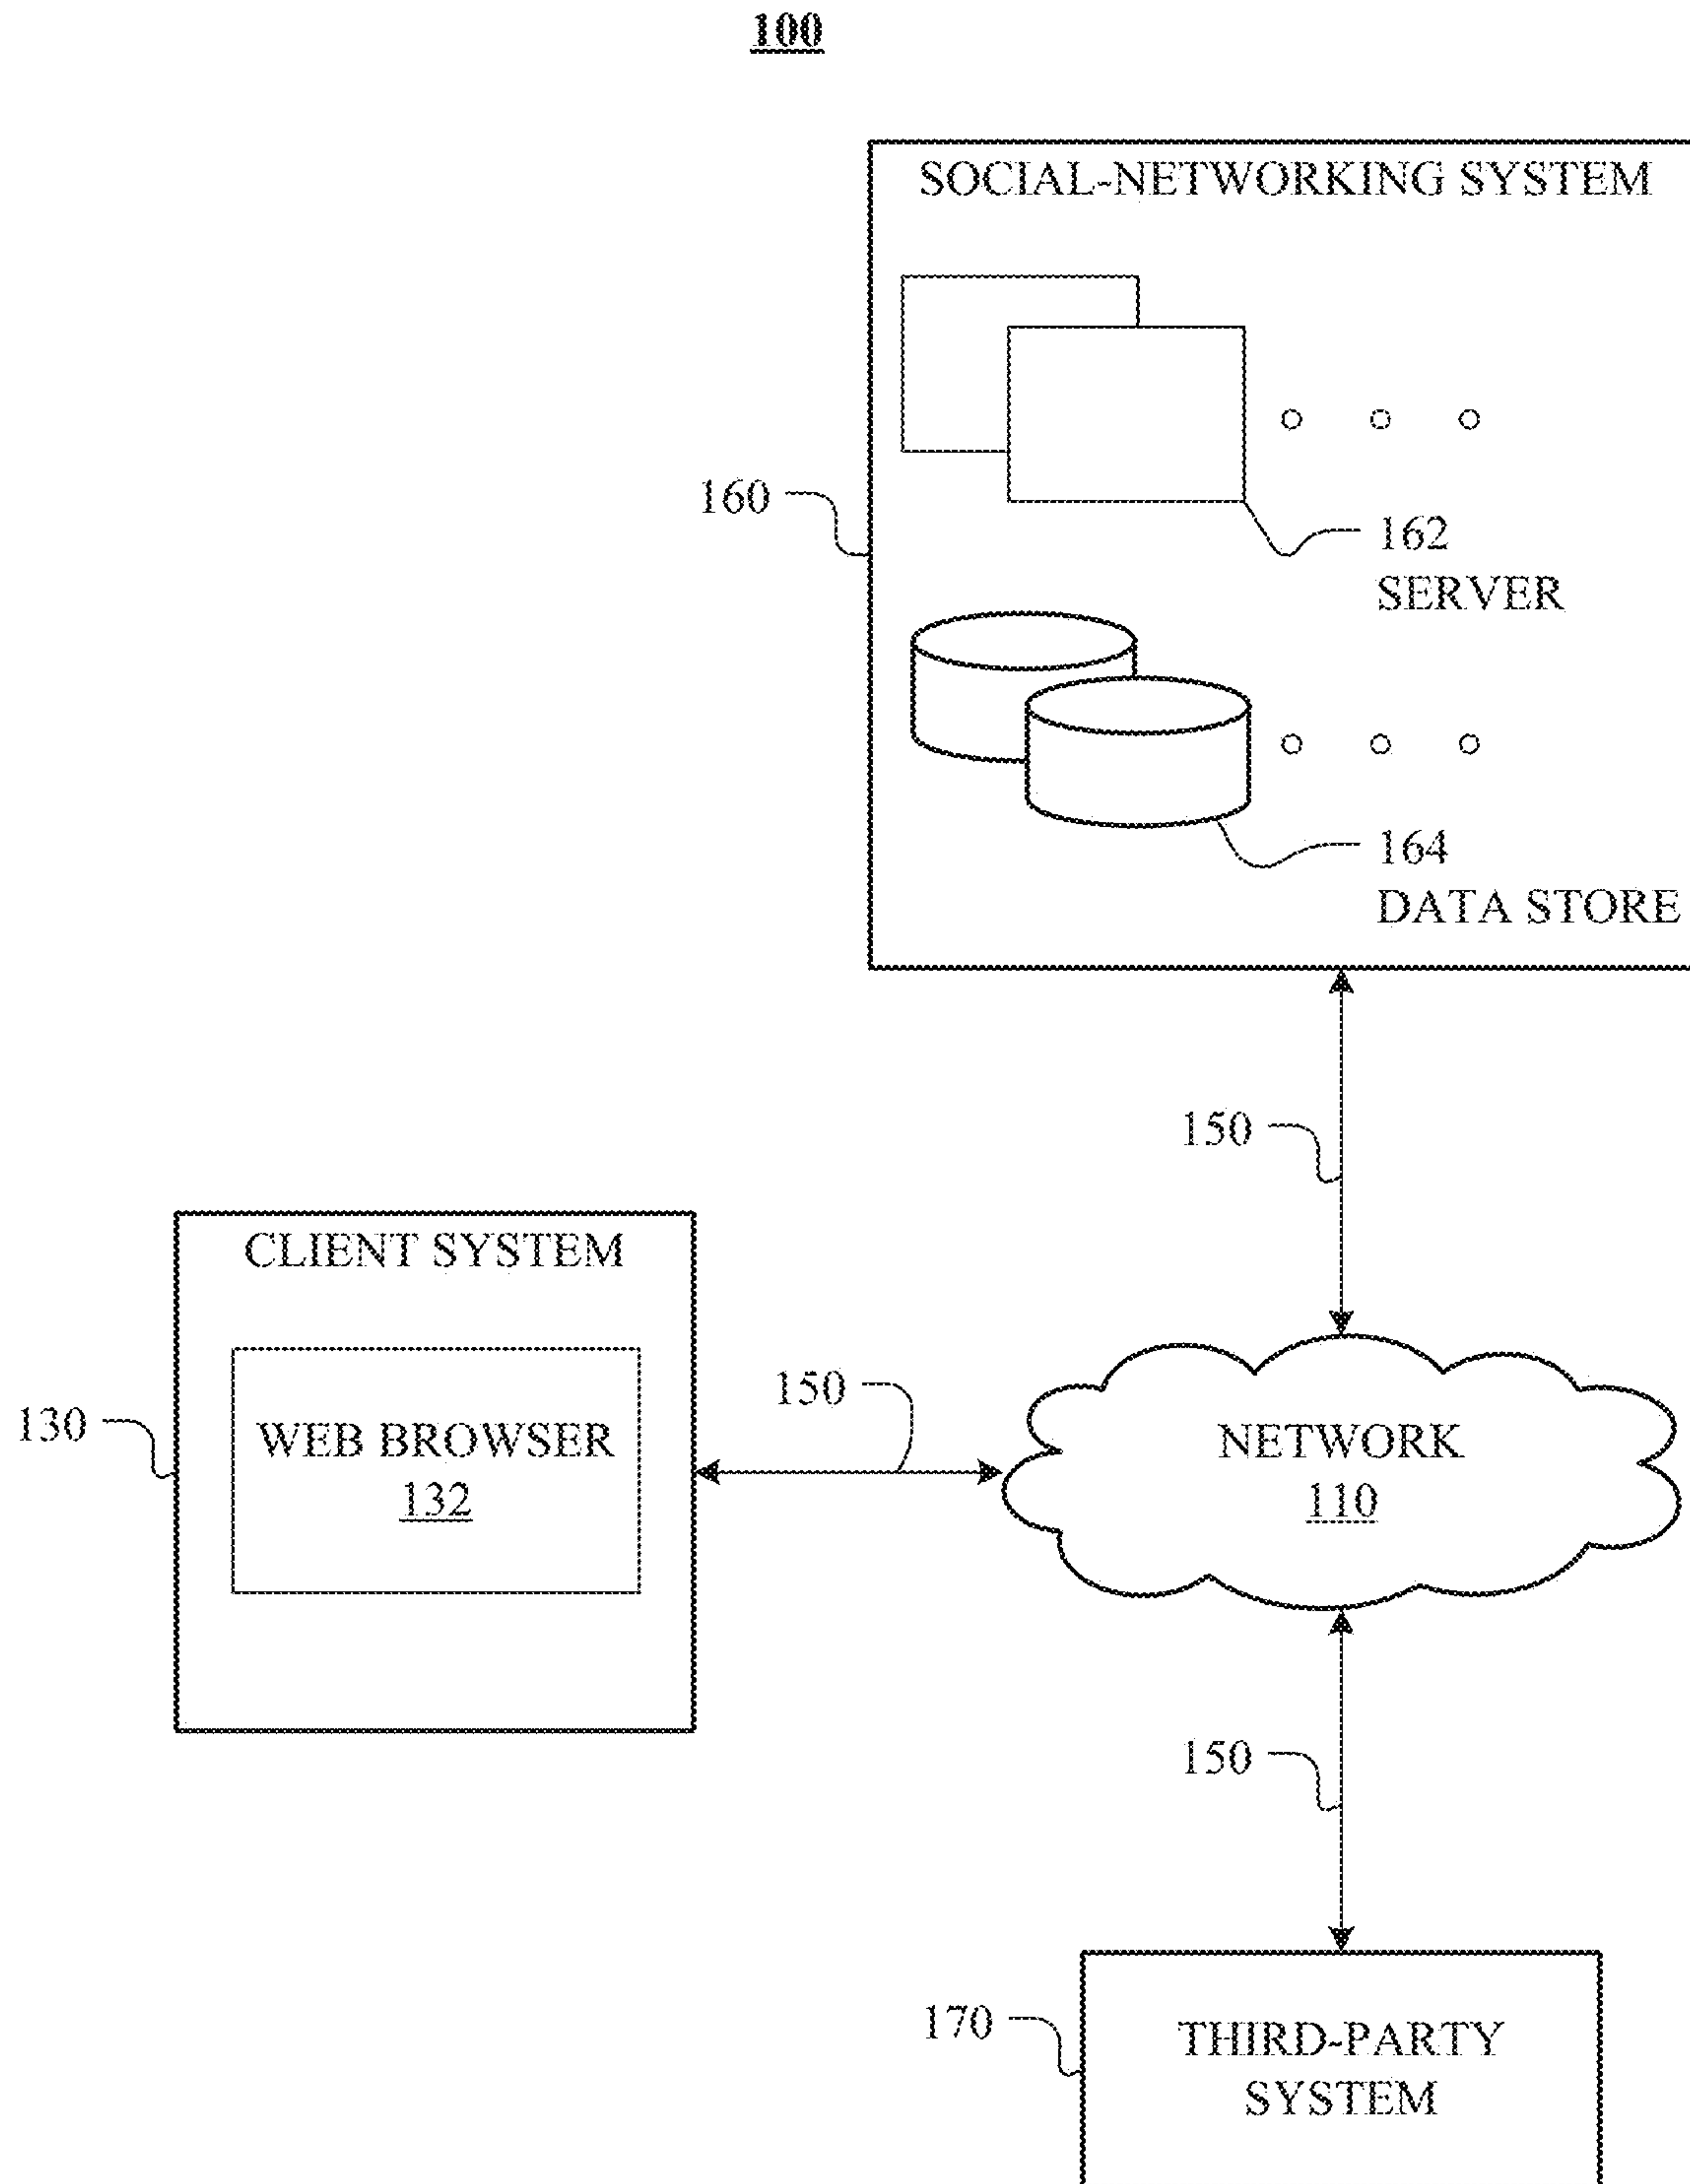 100
SOCIAL-NETWORKING SYSTEM
160
162
SERVER
164
DATA STORE
150
CLIENT SYSTEM
130
WEB BROWSER
132
150
NETWORK
110
150
170
THIRD-PARTY
SYSTEM